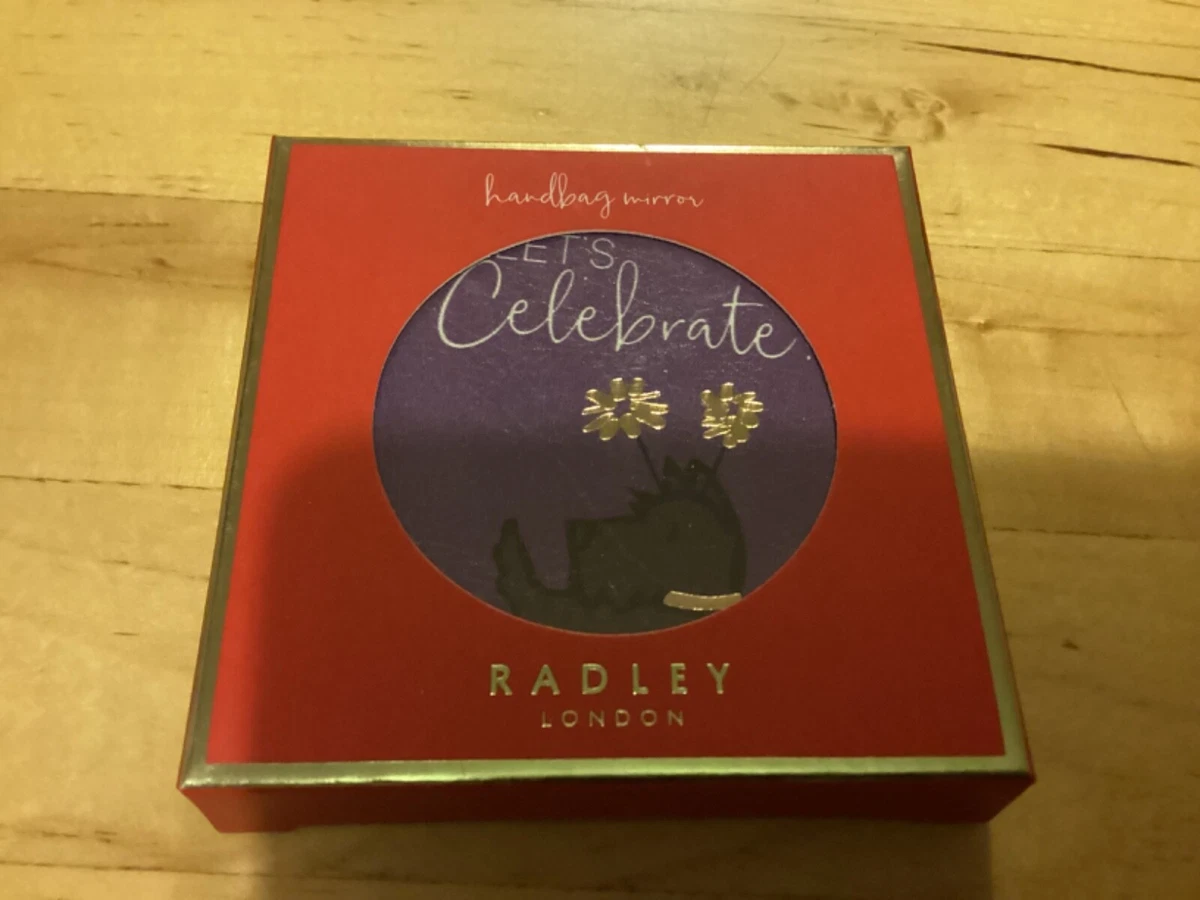 handbag mirror
LET'S
Celebrate.
RADLEY
LONDON